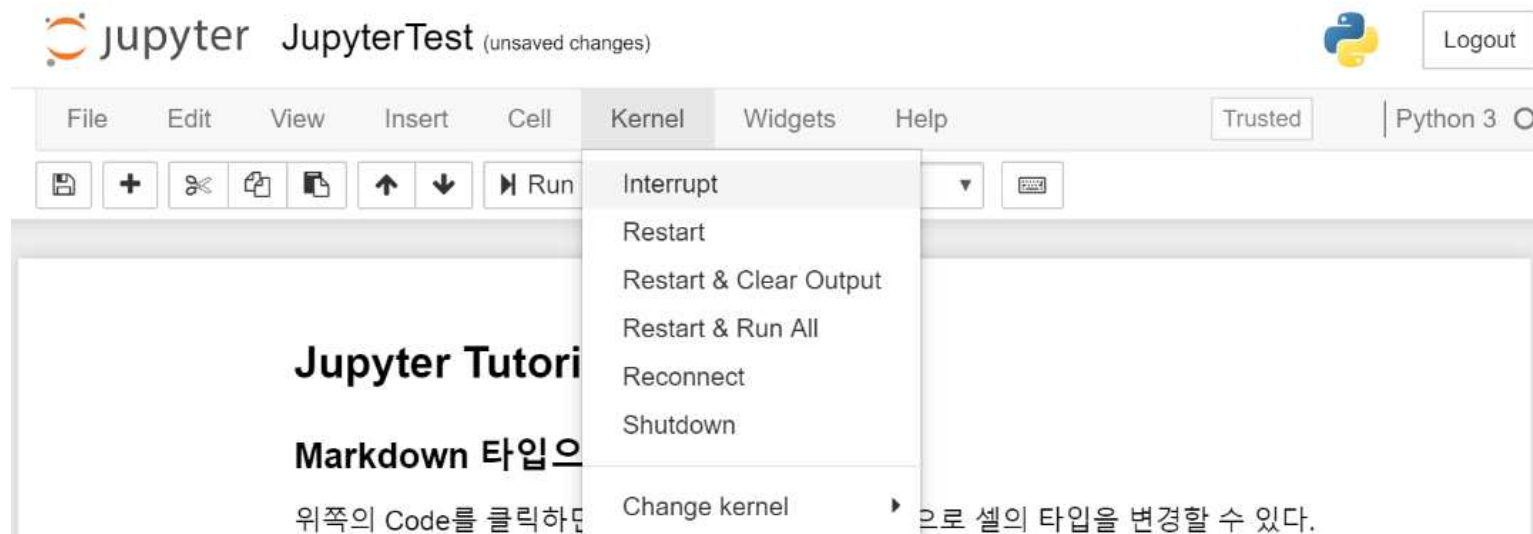 jupyter JupyterTest (unsaved changes) Logout
File Edit View Insert Cell Kernel Widgets Help Trusted Python 3
Run Interrupt
Restart
Restart & Clear Output
Restart & Run All
Jupyter Tutori
Reconnect
Shutdown
Markdown 타입으
Change kernel
위쪽의 Code를 클릭하 으로 셀의 타입을 변경할 수 있다.